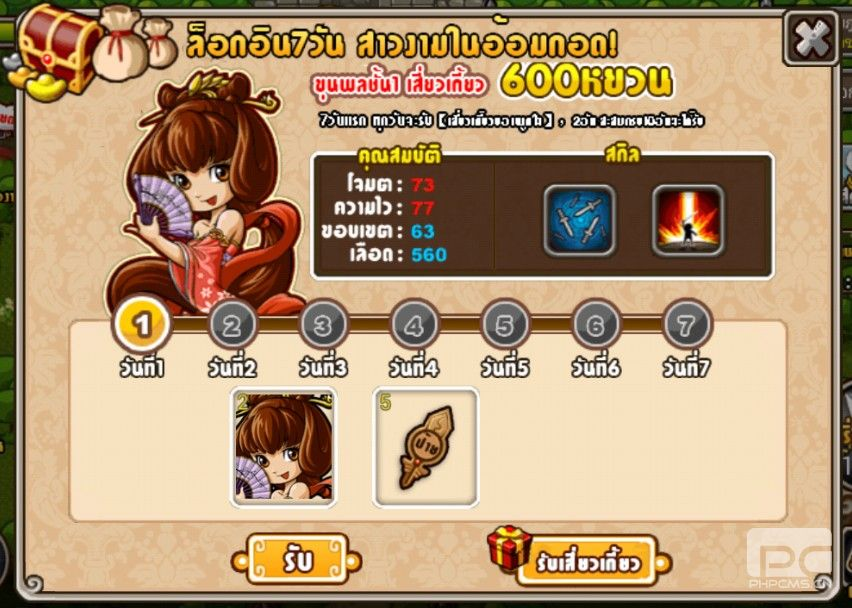 ล็อกอิน7วัน สาวงามในอ้อมกอด!
ขุนพลชั้น1 เสี่ยวเกี้ยว 600หยวน
7วันแรก ทุกวันจะรับ
คุณสมบัติ
สกิล
โจมตี: 73
ความไว: 77
ขอบเขต: 63
เลือด: 560
1 2 3 4 5 6 7
วันที่1 วันที่2 วันที่3 วันที่4 วันที่5 วันที่6 วันที่7
2 5
ป้าย
รับ
รับเสี่ยวเกี้ยว
PC
PHPCMS.CN